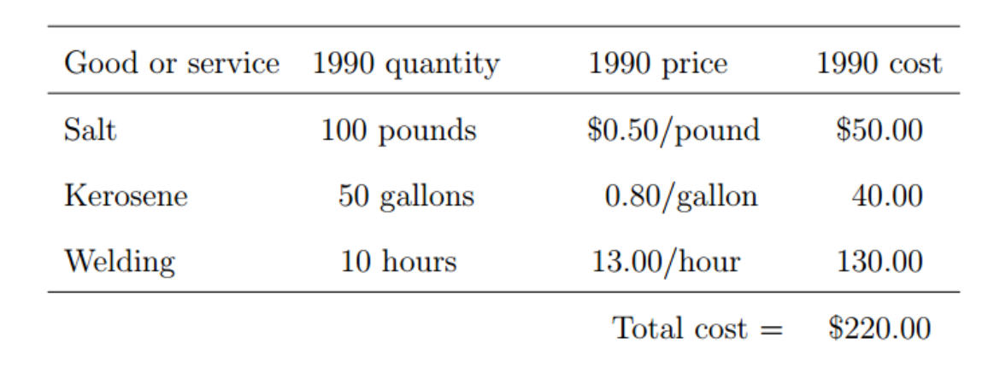 Good or service 1990 quantity 1990 price 1990 cost
Salt 100 pounds $0.50/pound $50.00
Kerosene 50 gallons 0.80/gallon 40.00
Welding 10 hours 13.00/hour 130.00
Total cost = $220.00